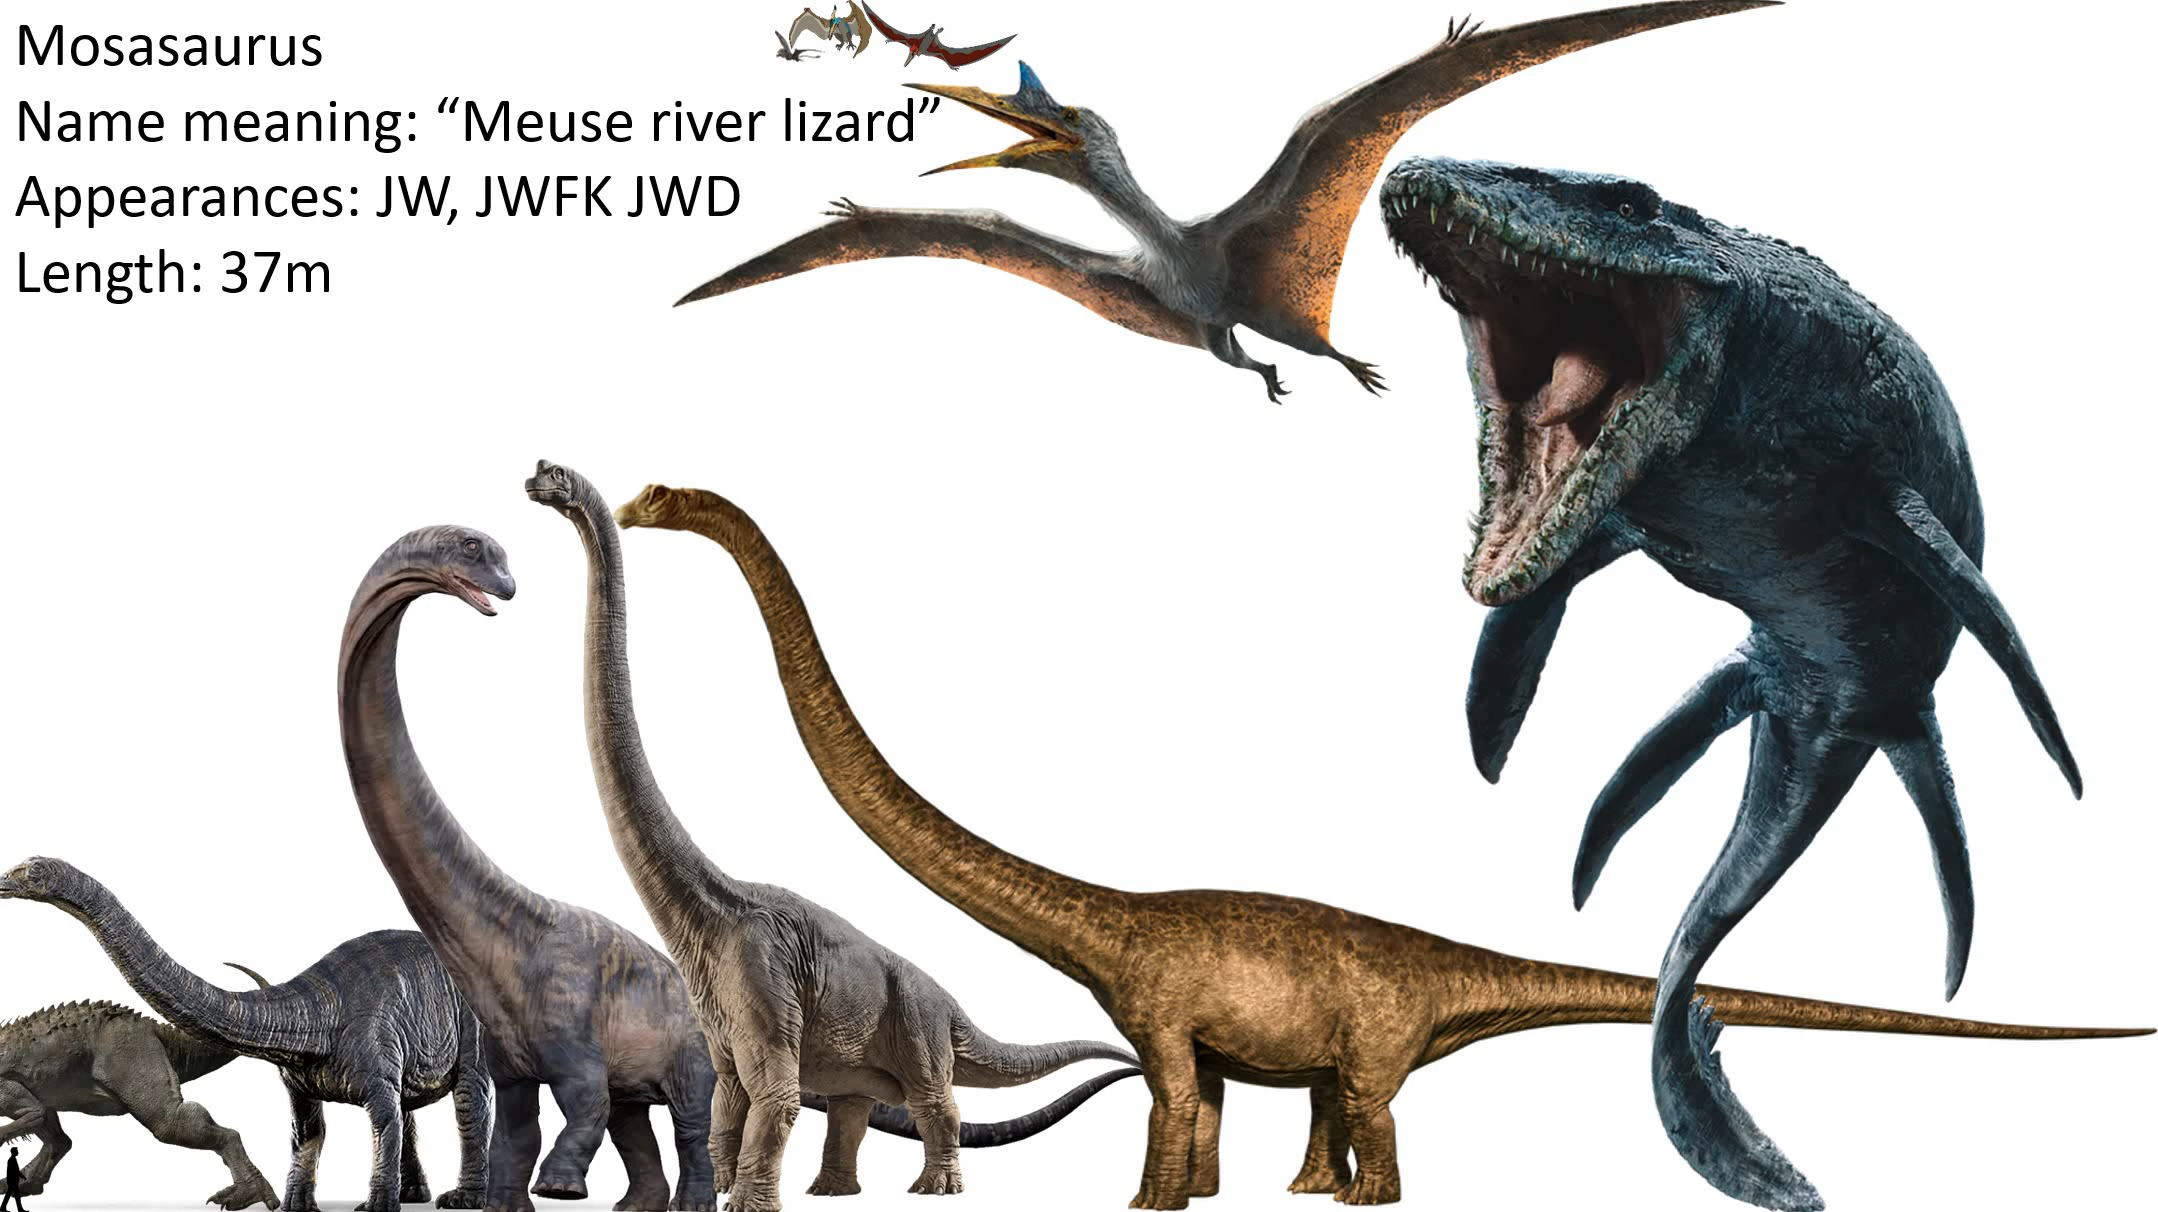 Mosasaurus
Name meaning: “Meuse river lizard”
Appearances: JW, JWFK JWD
Length: 37m